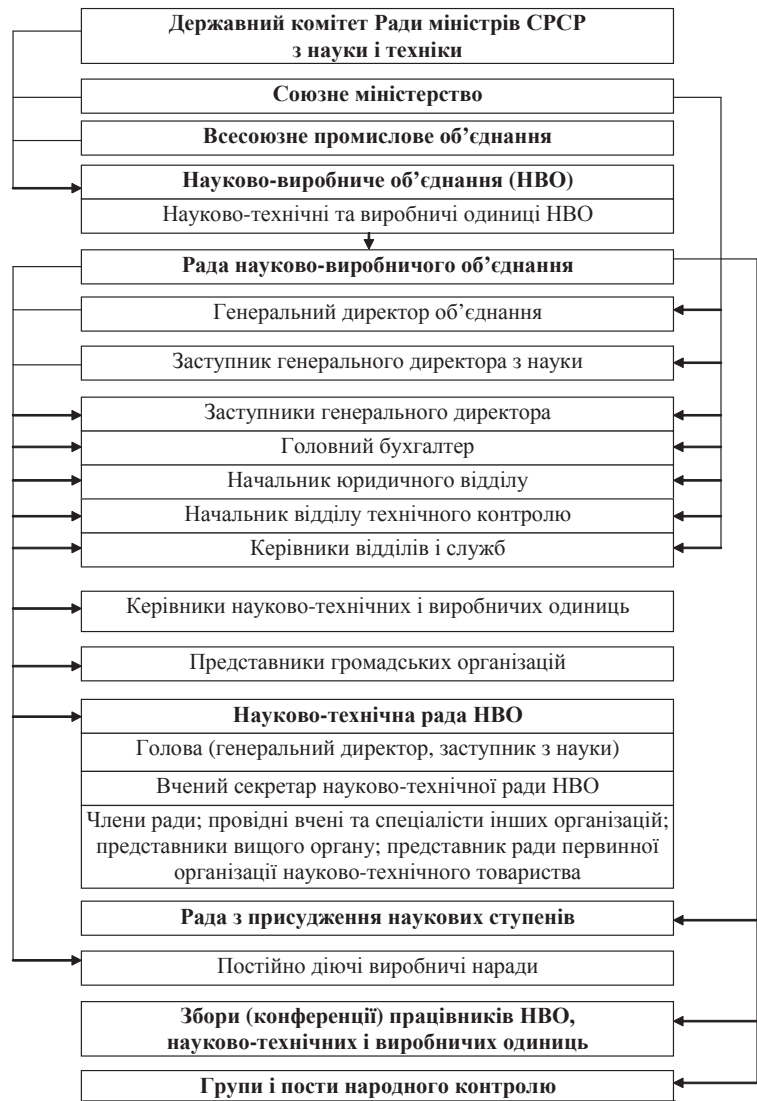 Державний комітет Ради міністрів СРСР
з науки і техніки
Союзне міністерство
Всесоюзне промислове об’єднання
Науково-виробниче об’єднання (НВО)
Науково-технічні та виробничі одиниці НВО
Рада науково-виробничого об’єднання
Генеральний директор об’єднання
Заступник генерального директора з науки
Заступники генерального директора
Головний бухгалтер
Начальник юридичного відділу
Начальник відділу технічного контролю
Керівники відділів і служб
Керівники науково-технічних і виробничих одиниць
Представники громадських організацій
Науково-технічна рада НВО
Голова (генеральний директор, заступник з науки)
Вчений секретар науково-технічної ради НВО
Члени ради; провідні вчені та спеціалісти інших організацій;
представники вищого органу; представник ради первинної
організації науково-технічного товариства
Рада з присудження наукових ступенів
Постійно діючі виробничі наради
Збори (конференції) працівників НВО,
науково-технічних і виробничих одиниць
Групи і пости народного контролю